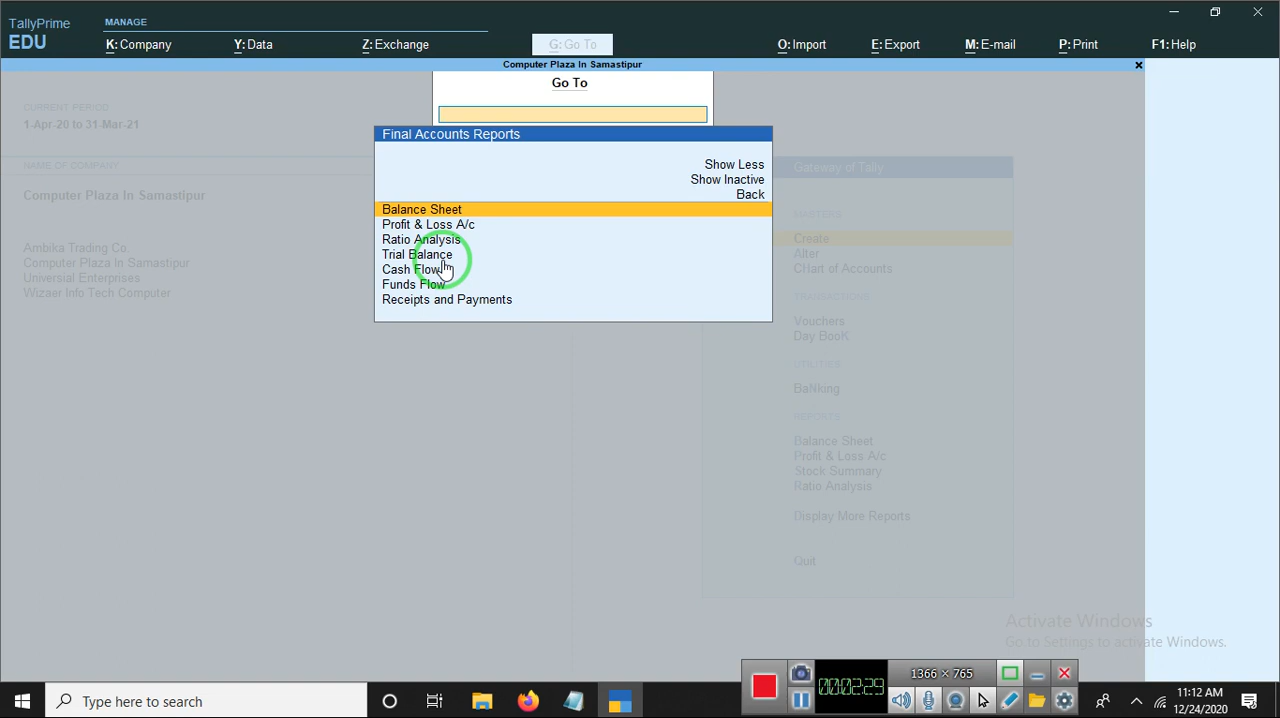 TallyPrime
EDU
MANAGE
K: Company
Y: Data
Z: Exchange
G: Go To
O: Import
E: Export
M: E-mail
P: Print
F1: Help
Computer Plaza In Samastipur
Go To
CURRENT PERIOD
1-Apr-20 to 31-Mar-21
NAME OF COMPANY
Computer Plaza In Samastipur
Ambika Trading Co.
Computer Plaza In Samastipur
Universial Enterprises
Wizaer Info Tech Computer
Final Accounts Reports
Show Less
Show Inactive
Back
Balance Sheet
Profit & Loss A/c
Ratio Analysis
Trial Balance
Cash Flow
Funds Flow
Receipts and Payments
Gateway of Tally
MASTERS
Create
Alter
CHart of Accounts
TRANSACTIONS
Vouchers
Day BooK
UTILITIES
BaNking
REPORTS
Balance Sheet
Profit & Loss A/c
Stock Summary
Ratio Analysis
Display More Reports
Quit
Activate Windows
Go to Settings to activate Windows.
00:02:29
1366 × 765
Type here to search
11:12 AM
12/24/2020